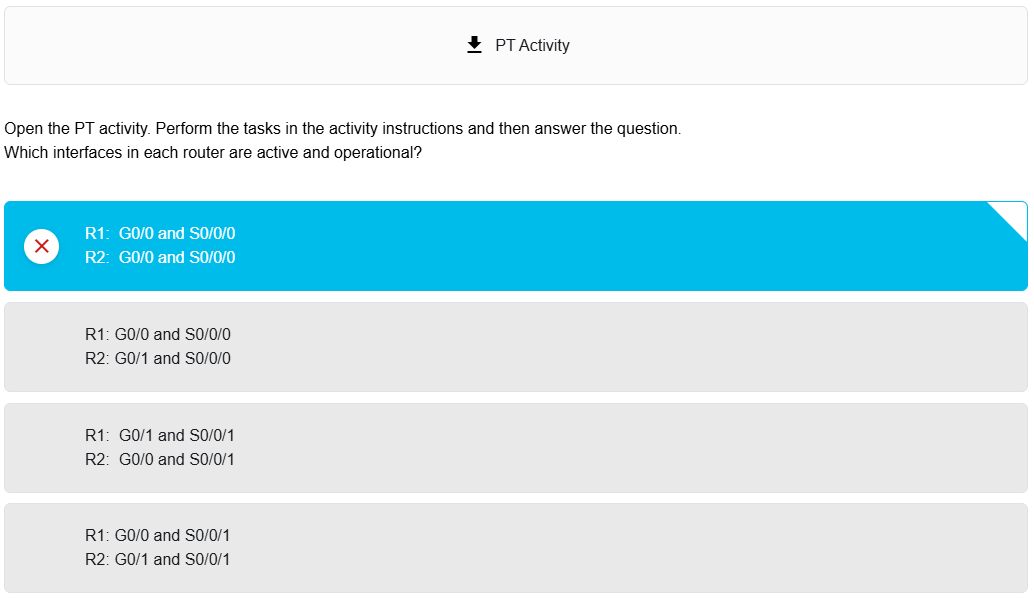 PT Activity
Open the PT activity. Perform the tasks in the activity instructions and then answer the question.
Which interfaces in each router are active and operational?
R1:  G0/0 and S0/0/0
R2:  G0/0 and S0/0/0
R1: G0/0 and S0/0/0
R2: G0/1 and S0/0/0
R1:  G0/1 and S0/0/1
R2:  G0/0 and S0/0/1
R1: G0/0 and S0/0/1
R2: G0/1 and S0/0/1